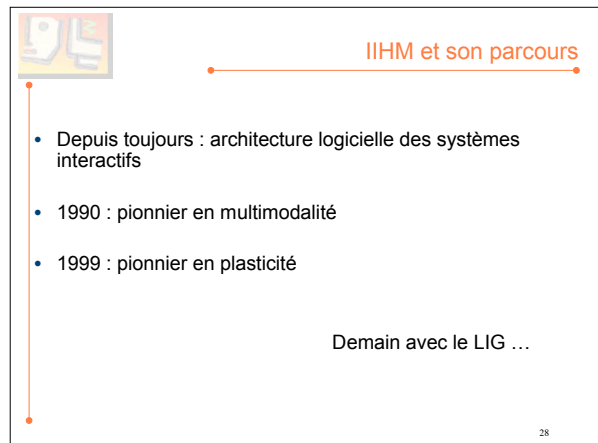 IIHM et son parcours
• Depuis toujours : architecture logicielle des systèmes
interactifs
• 1990 : pionnier en multimodalité
• 1999 : pionnier en plasticité
Demain avec le LIG …
28